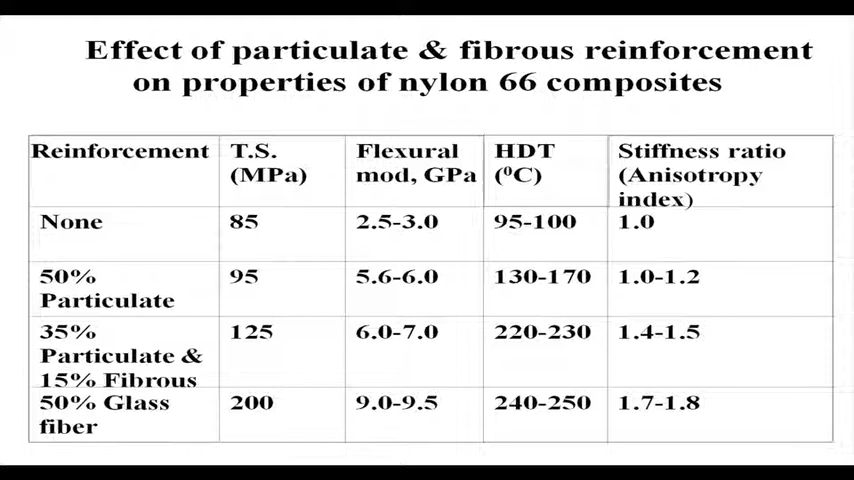 Effect of particulate & fibrous reinforcement
on properties of nylon 66 composites
Reinforcement T.S. (MPa) Flexural mod, GPa HDT (⁰C) Stiffness ratio (Anisotropy index)
None 85 2.5-3.0 95-100 1.0
50% Particulate 95 5.6-6.0 130-170 1.0-1.2
35% Particulate & 15% Fibrous 125 6.0-7.0 220-230 1.4-1.5
50% Glass fiber 200 9.0-9.5 240-250 1.7-1.8